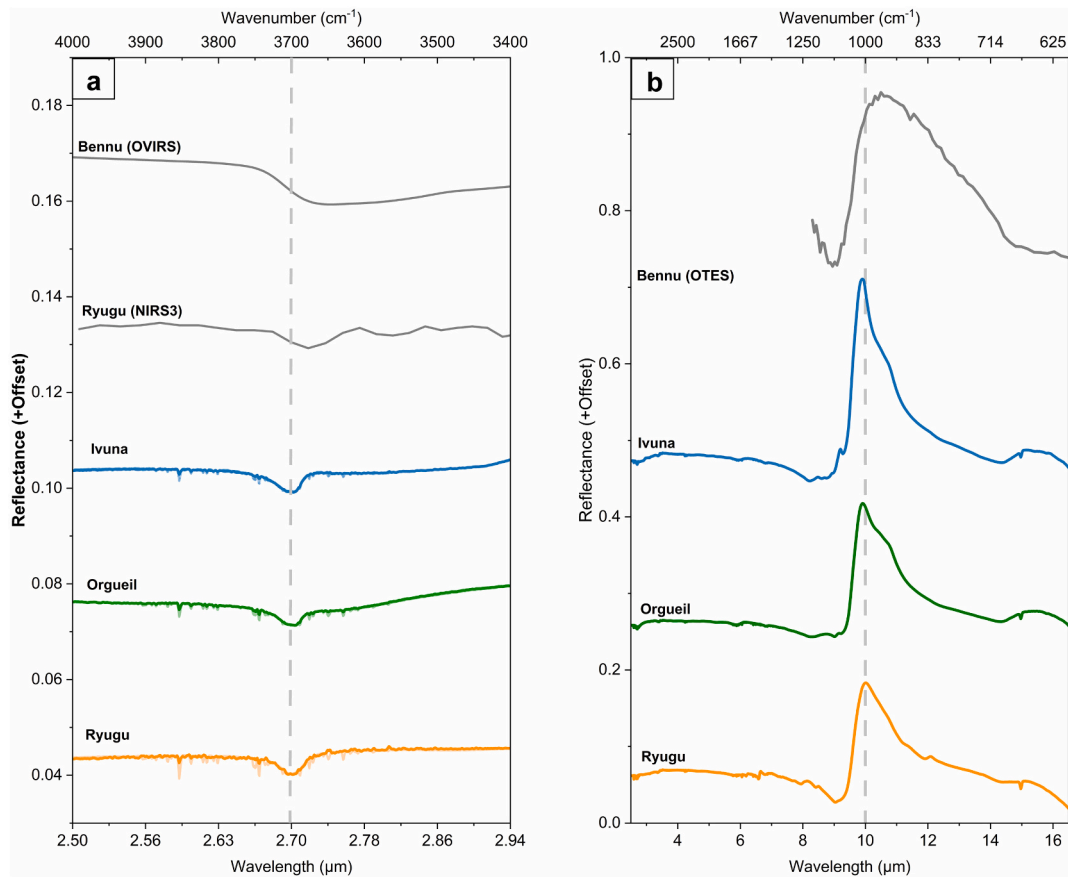 Wavenumber (cm⁻¹)
4000 3900 3800 3700 3600 3500 3400
a
0.18
0.16
0.14
0.12
0.10
0.08
0.06
0.04
Reflectance (+Offset)
Bennu (OVIRS)
Ryugu (NIRS3)
Ivuna
Orgueil
Ryugu
2.50 2.56 2.63 2.70 2.78 2.86 2.94
Wavelength (µm)
Wavenumber (cm⁻¹)
2500 1667 1250 1000 833 714 625
b
1.0
0.8
0.6
0.4
0.2
0.0
Reflectance (+Offset)
Bennu (OTES)
Ivuna
Orgueil
Ryugu
4 6 8 10 12 14 16
Wavelength (µm)